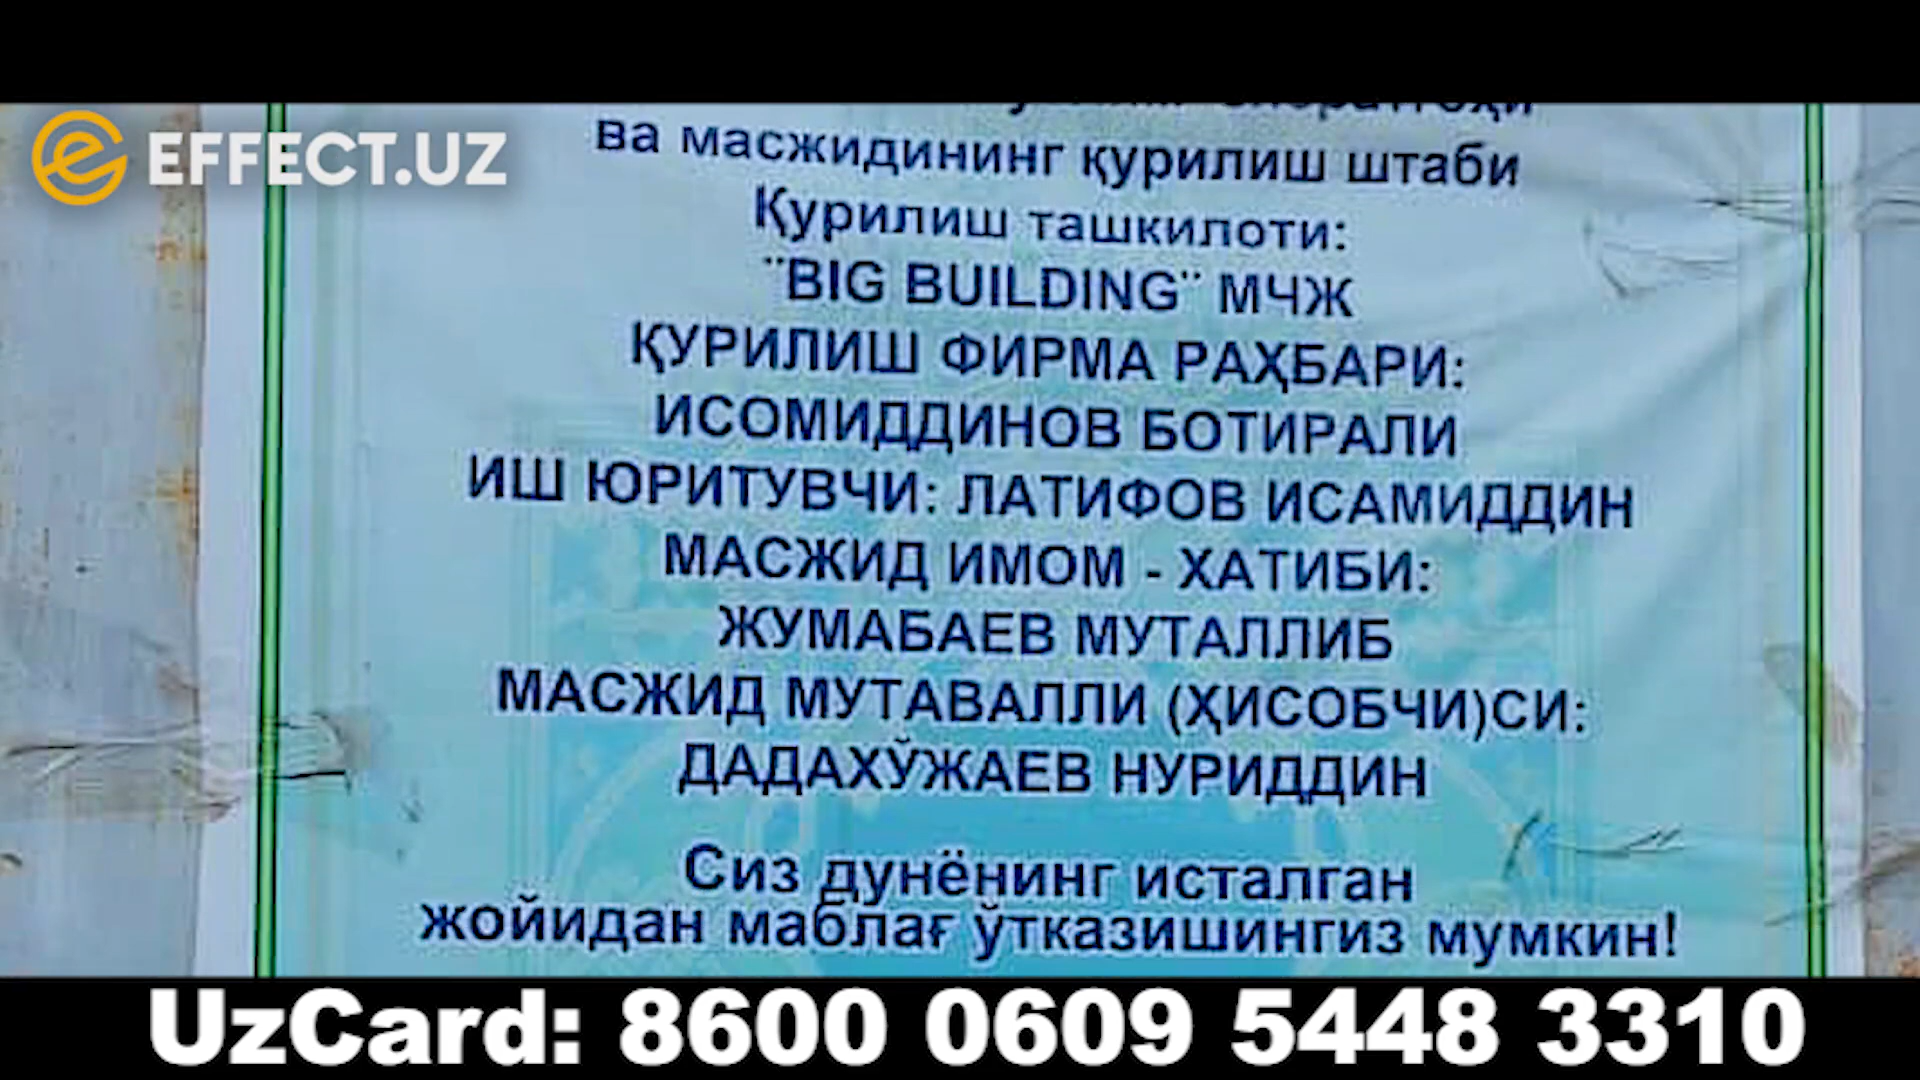 EFFECT.UZ
ва масжидининг қурилиш штаби
Қурилиш ташкилоти:
¨BIG BUILDING¨ МЧЖ
ҚУРИЛИШ ФИРМА РАҲБАРИ:
ИСОМИДДИНОВ БОТИРАЛИ
ИШ ЮРИТУВЧИ: ЛАТИФОВ ИСАМИДДИН
МАСЖИД ИМОМ - ХАТИБИ:
ЖУМАБАЕВ МУТАЛЛИБ
МАСЖИД МУТАВАЛЛИ (ҲИСОБЧИ)СИ:
ДАДАХЎЖАЕВ НУРИДДИН
Сиз дунёнинг исталган
жойидан маблағ ўтказишингиз мумкин!
UzCard: 8600 0609 5448 3310